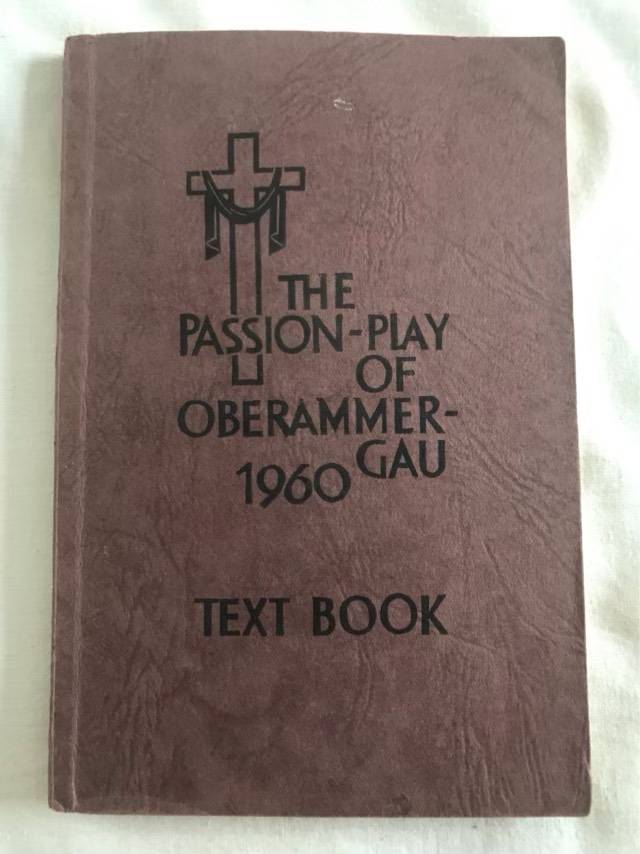 THE
PASSION-PLAY
OF
OBERAMMER-
GAU
1960
TEXT BOOK